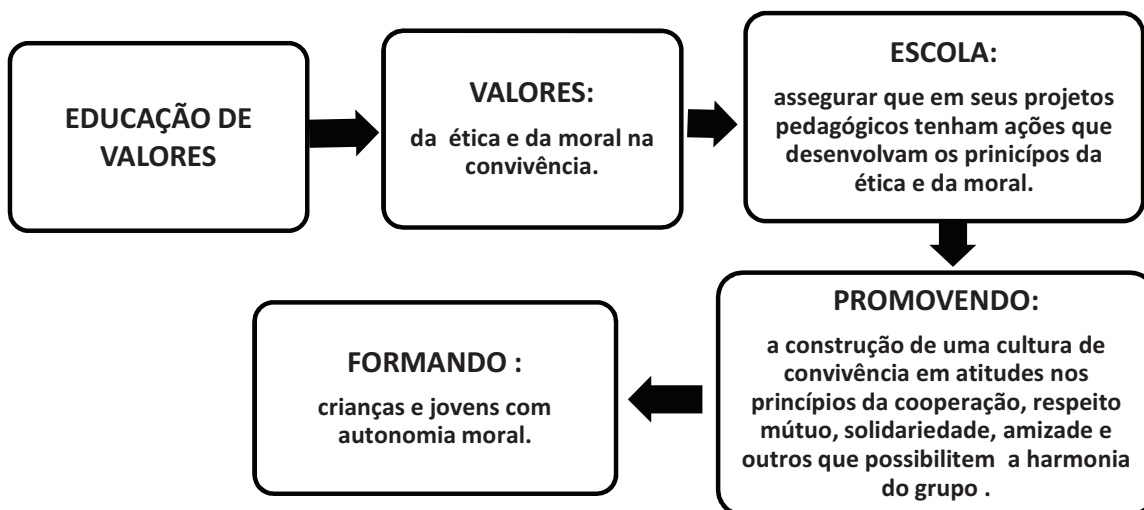 EDUCAÇÃO DE
VALORES
VALORES:
da ética e da moral na
convivência.
ESCOLA:
assegurar que em seus projetos
pedagógicos tenham ações que
desenvolvam os prinicípos da
ética e da moral.
PROMOVENDO:
a construção de uma cultura de
convivência em atitudes nos
princípios da cooperação, respeito
mútuo, solidariedade, amizade e
outros que possibilitem a harmonia
do grupo .
FORMANDO :
crianças e jovens com
autonomia moral.